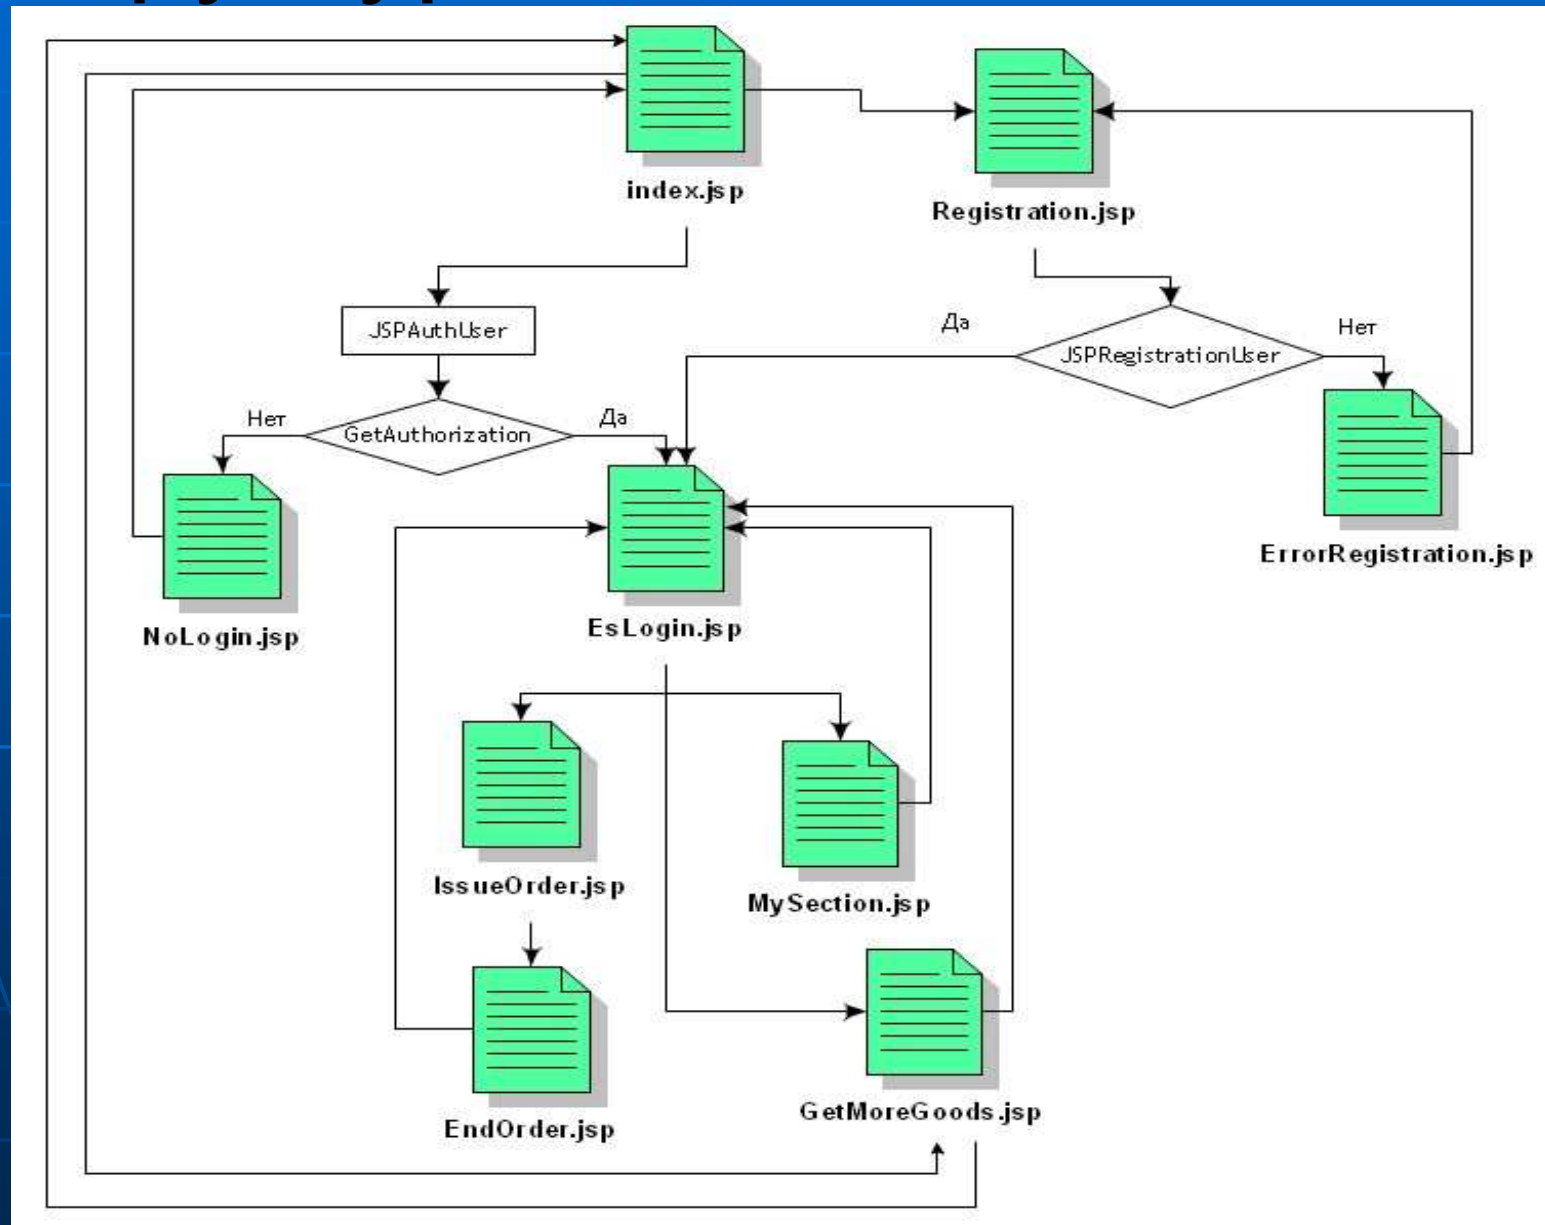 index.jsp
Registration.jsp
JSPAuthUser
Да
Нет
JSPRegistrationUser
Нет
Да
GetAuthorization
ErrorRegistration.jsp
NoLogin.jsp
EsLogin.jsp
IssueOrder.jsp
MySection.jsp
GetMoreGoods.jsp
EndOrder.jsp